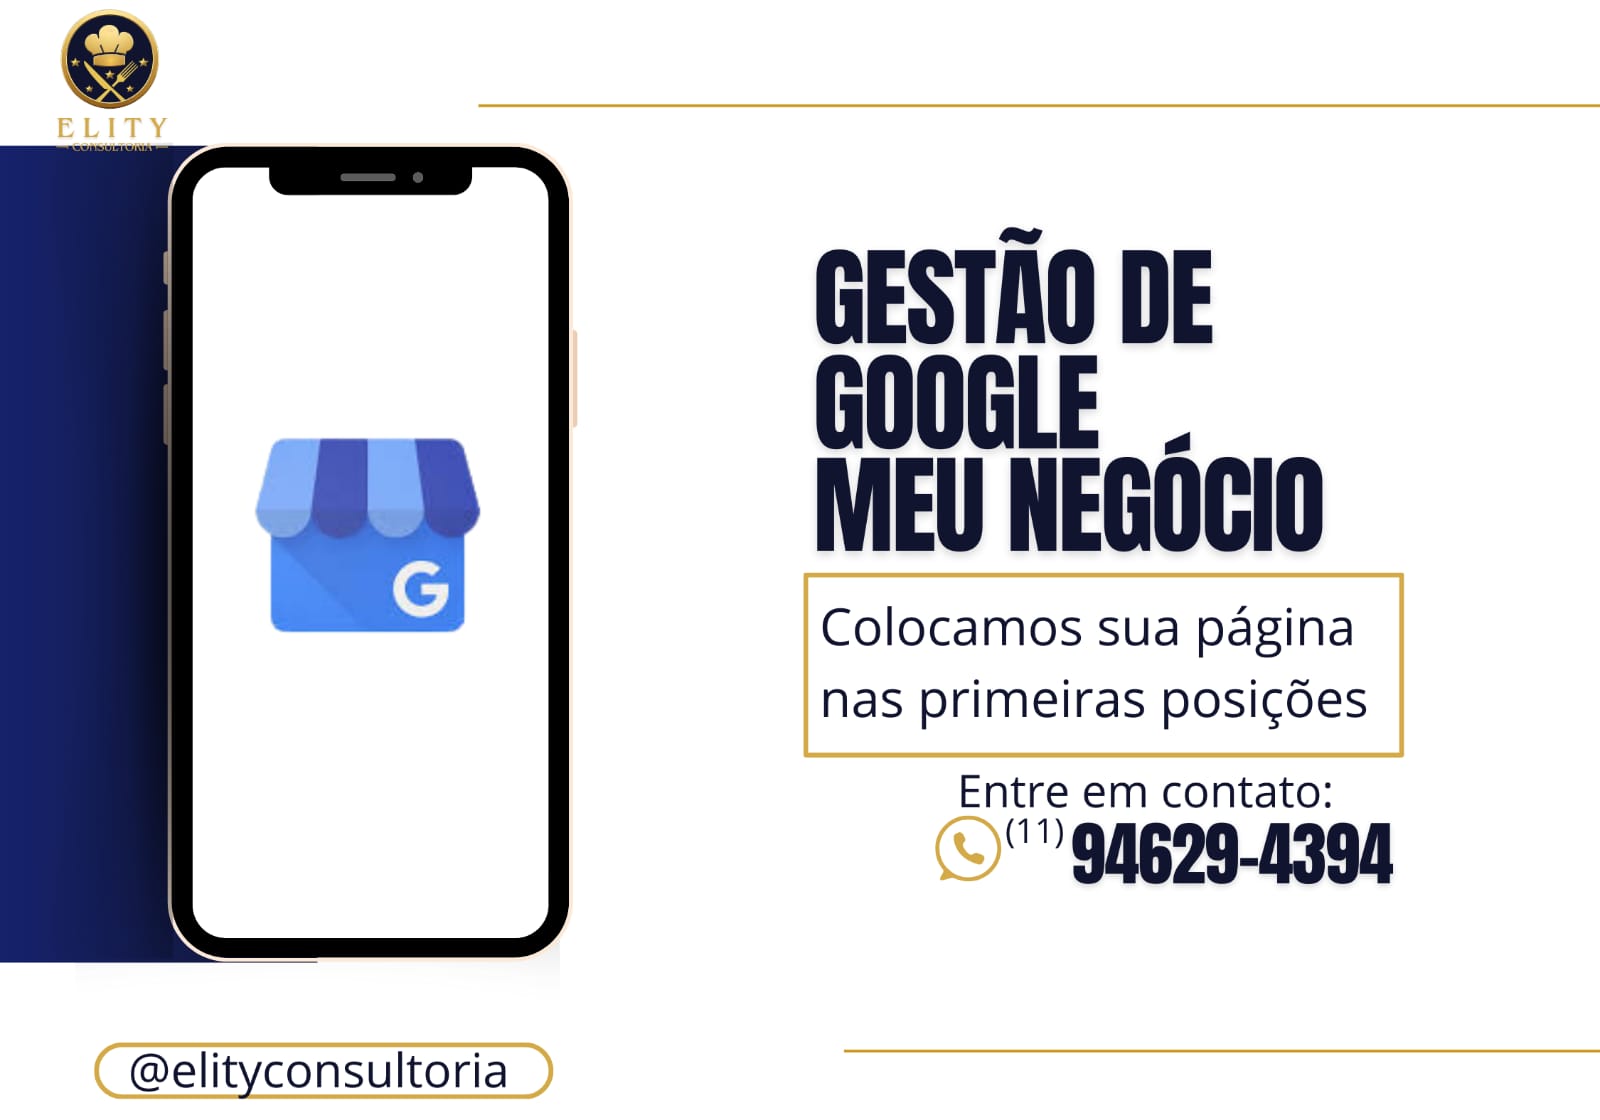 ELITY
CONSULTORIA
GESTÃO DE
GOOGLE
MEU NEGÓCIO
Colocamos sua página
nas primeiras posições
Entre em contato:
(11) 94629-4394
G
@elityconsultoria